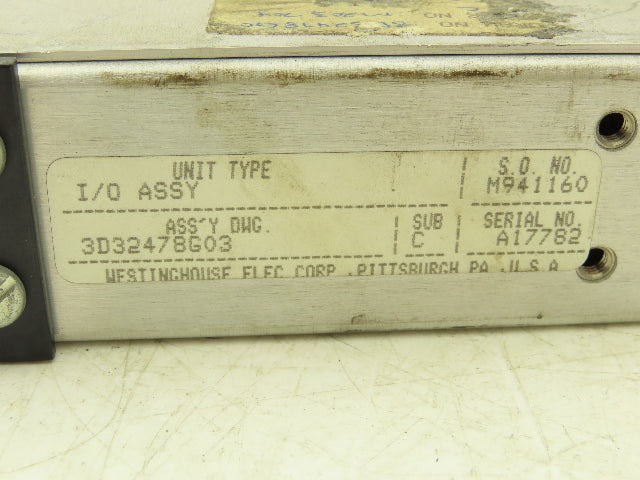 UNIT TYPE S.O. NO.
I/O ASSY M941160
ASS'Y DWG. SUB SERIAL NO.
3D32478G03 C A17782
WESTINGHOUSE ELEC CORP .PITTSBURGH PA .U.S.A